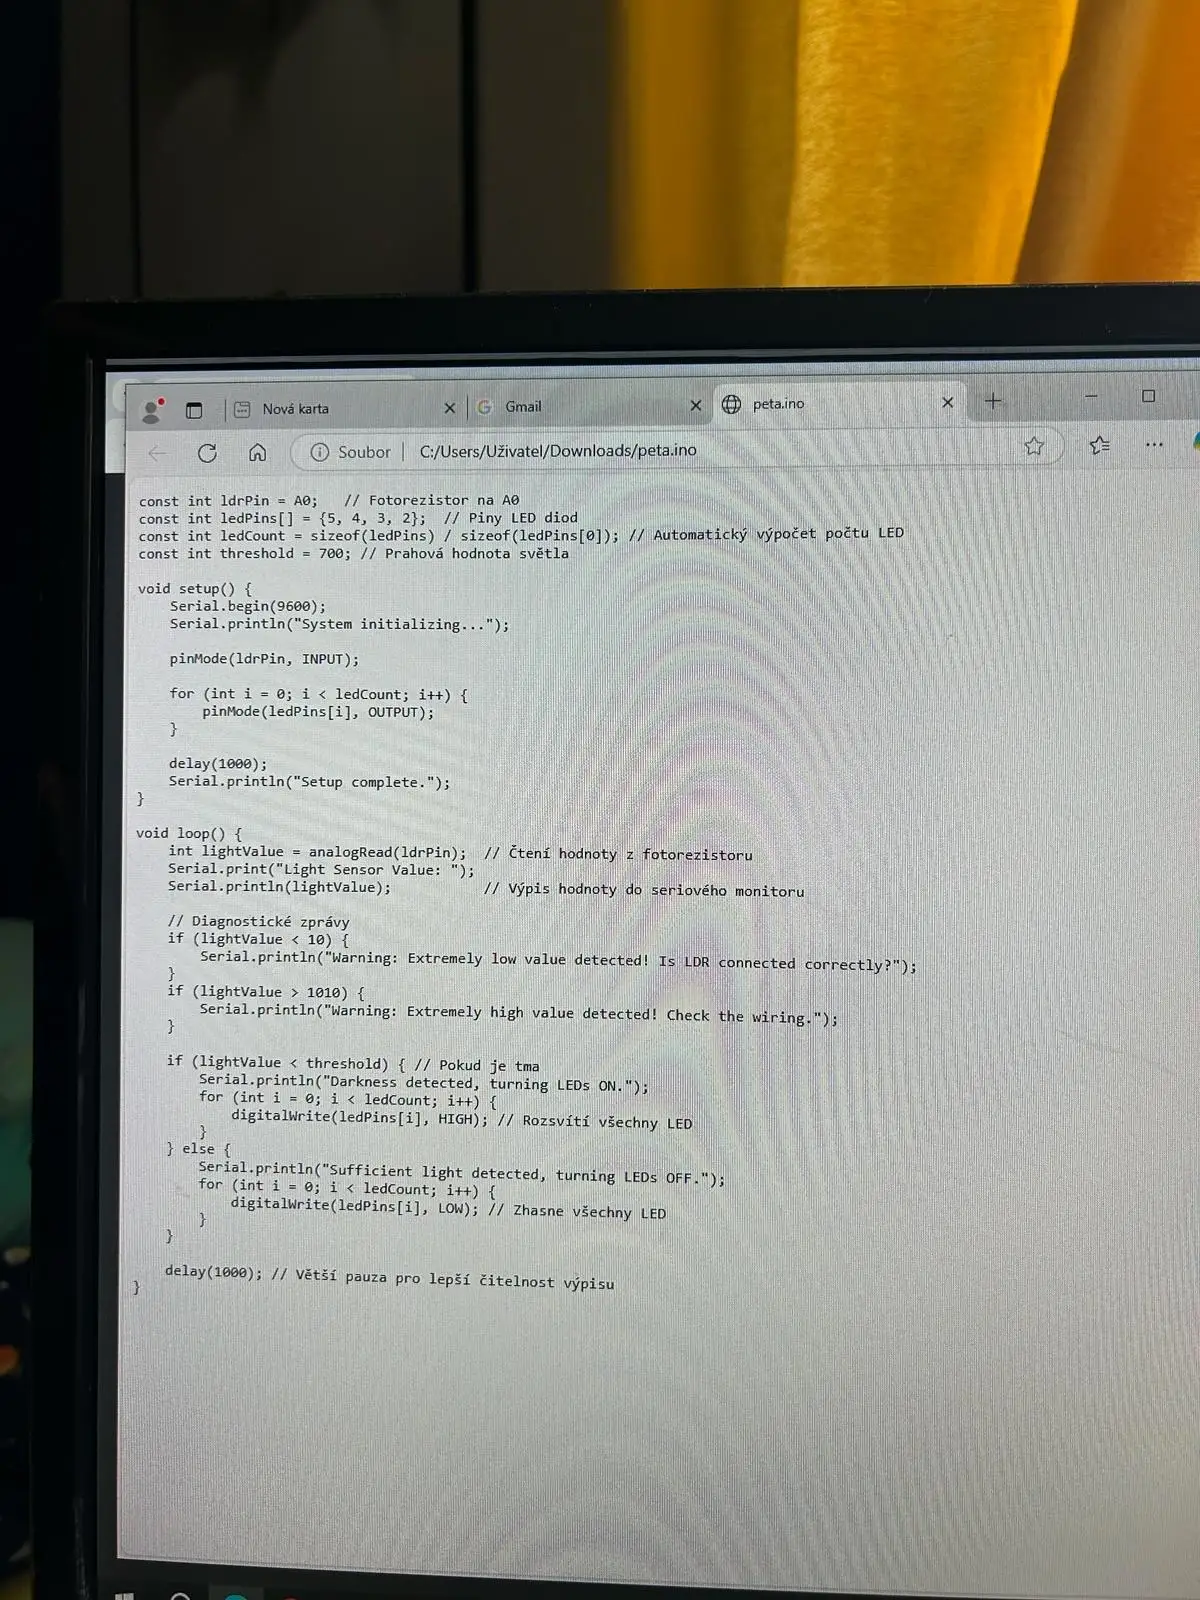 Nová karta
Gmail
peta.ino
Soubor
C:/Users/Uživatel/Downloads/peta.ino
const int ldrPin = A0;   // Fotorezistor na A0
const int ledPins[] = {5, 4, 3, 2};  // Piny LED diod
const int ledCount = sizeof(ledPins) / sizeof(ledPins[0]); // Automatický výpočet počtu LED
const int threshold = 700; // Prahová hodnota světla

void setup() {
    Serial.begin(9600);
    Serial.println("System initializing...");

    pinMode(ldrPin, INPUT);

    for (int i = 0; i < ledCount; i++) {
        pinMode(ledPins[i], OUTPUT);
    }

    delay(1000);
    Serial.println("Setup complete.");
}

void loop() {
    int lightValue = analogRead(ldrPin);  // Čtení hodnoty z fotorezistoru
    Serial.print("Light Sensor Value: ");
    Serial.println(lightValue);           // Výpis hodnoty do seriového monitoru

    // Diagnostické zprávy
    if (lightValue < 10) {
        Serial.println("Warning: Extremely low value detected! Is LDR connected correctly?");
    }
    if (lightValue > 1010) {
        Serial.println("Warning: Extremely high value detected! Check the wiring.");
    }

    if (lightValue < threshold) { // Pokud je tma
        Serial.println("Darkness detected, turning LEDs ON.");
        for (int i = 0; i < ledCount; i++) {
            digitalWrite(ledPins[i], HIGH); // Rozsvítí všechny LED
        }
    } else {
        Serial.println("Sufficient light detected, turning LEDs OFF.");
        for (int i = 0; i < ledCount; i++) {
            digitalWrite(ledPins[i], LOW); // Zhasne všechny LED
        }
    }

    delay(1000); // Větší pauza pro lepší čitelnost výpisu
}